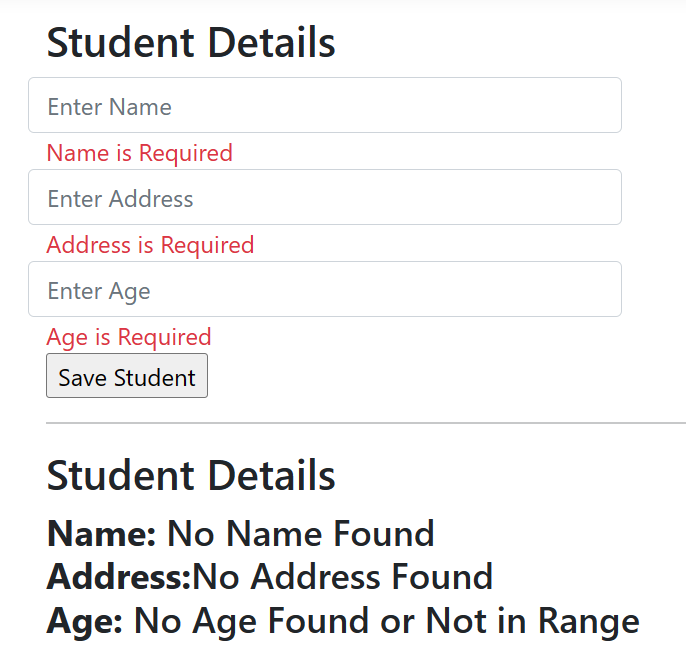 Student Details
Enter Name
Name is Required
Enter Address
Address is Required
Enter Age
Age is Required
Save Student
Student Details
Name: No Name Found
Address:No Address Found
Age: No Age Found or Not in Range